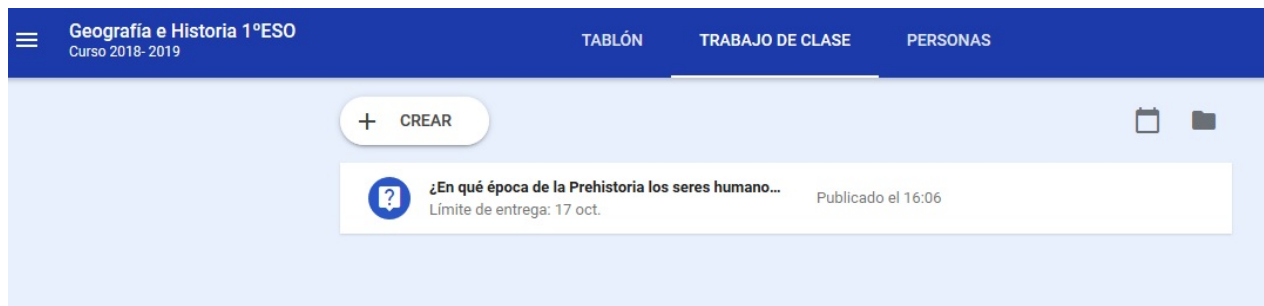 Geografía e Historia 1ºESO
Curso 2018- 2019
TABLÓN TRABAJO DE CLASE PERSONAS
+ CREAR
¿En qué época de la Prehistoria los seres humano...
Límite de entrega: 17 oct.
Publicado el 16:06